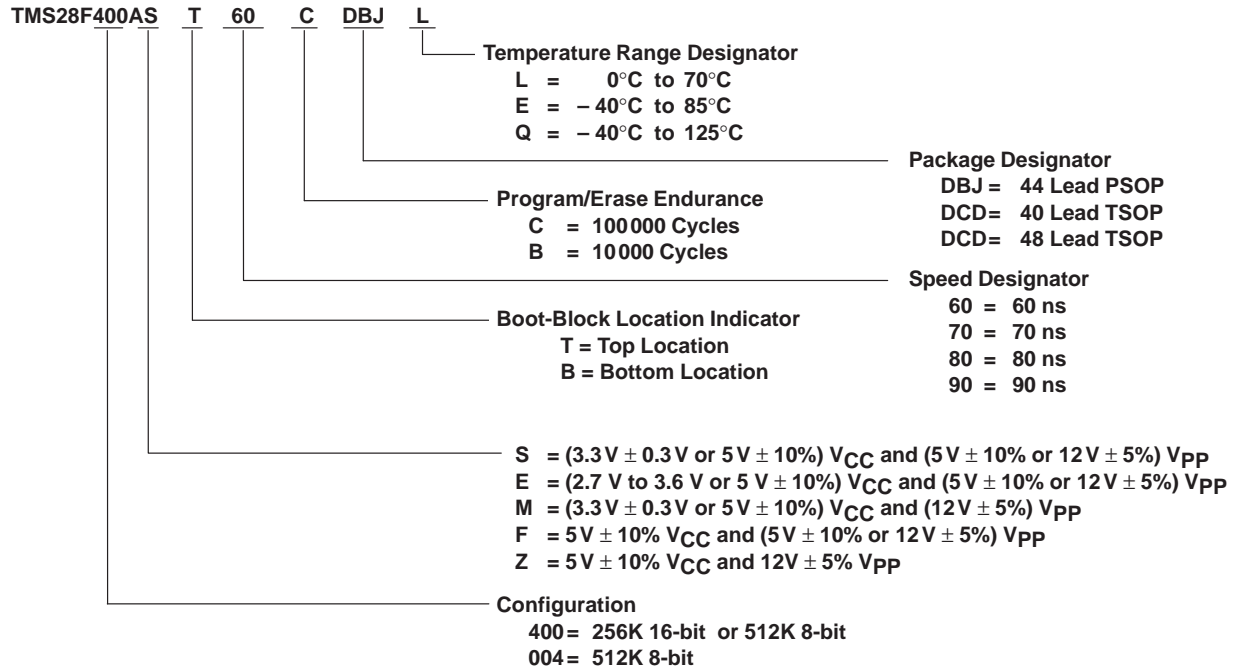 TMS28F400AS T 60 C DBJ L
Temperature Range Designator
L = 0°C to 70°C
E = – 40°C to 85°C
Q = – 40°C to 125°C
Package Designator
DBJ = 44 Lead PSOP
DCD= 40 Lead TSOP
DCD= 48 Lead TSOP
Program/Erase Endurance
C = 100000 Cycles
B = 10000 Cycles
Speed Designator
60 = 60 ns
70 = 70 ns
80 = 80 ns
90 = 90 ns
Boot-Block Location Indicator
T = Top Location
B = Bottom Location
S = (3.3 V ± 0.3 V or 5 V ± 10%) VCC and (5 V ± 10% or 12 V ± 5%) VPP
E = (2.7 V to 3.6 V or 5 V ± 10%) VCC and (5 V ± 10% or 12 V ± 5%) VPP
M = (3.3 V ± 0.3 V or 5 V ± 10%) VCC and (12 V ± 5%) VPP
F = 5 V ± 10% VCC and (5 V ± 10% or 12 V ± 5%) VPP
Z = 5 V ± 10% VCC and 12V ± 5% VPP
Configuration
400 = 256K 16-bit or 512K 8-bit
004 = 512K 8-bit